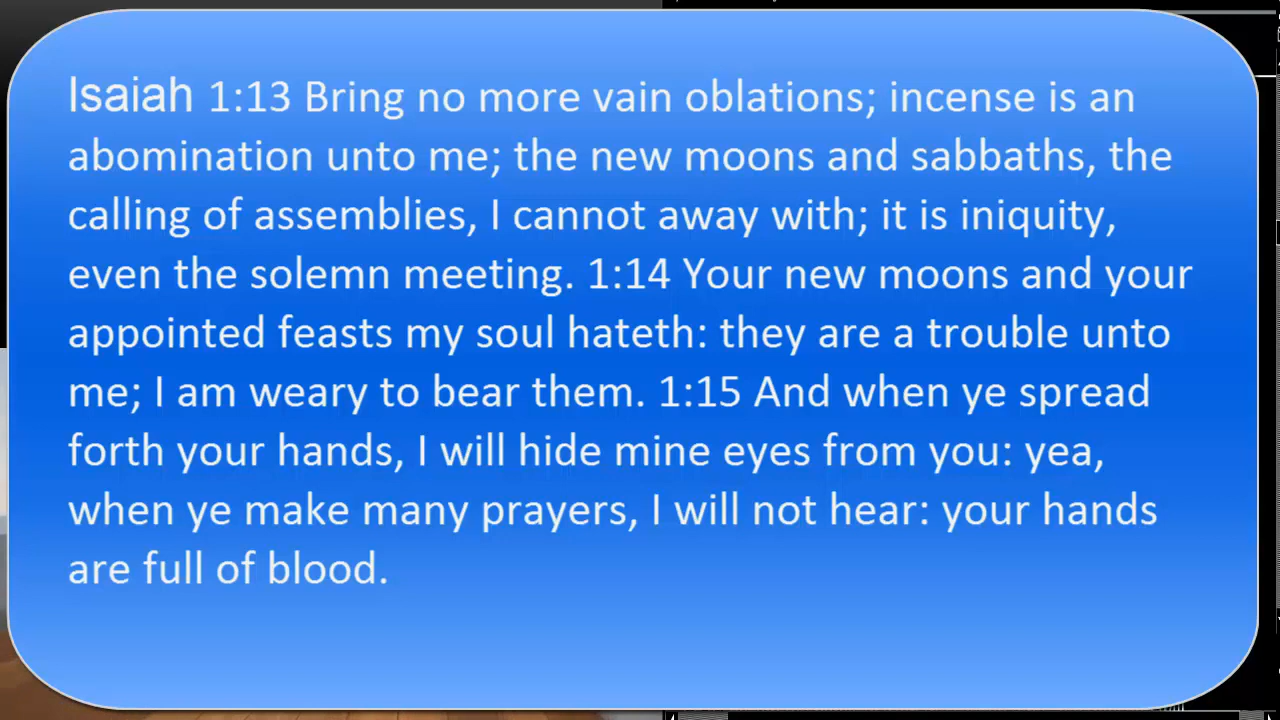 Isaiah 1:13 Bring no more vain oblations; incense is an
abomination unto me; the new moons and sabbaths, the
calling of assemblies, I cannot away with; it is iniquity,
even the solemn meeting. 1:14 Your new moons and your
appointed feasts my soul hateth: they are a trouble unto
me; I am weary to bear them. 1:15 And when ye spread
forth your hands, I will hide mine eyes from you: yea,
when ye make many prayers, I will not hear: your hands
are full of blood.